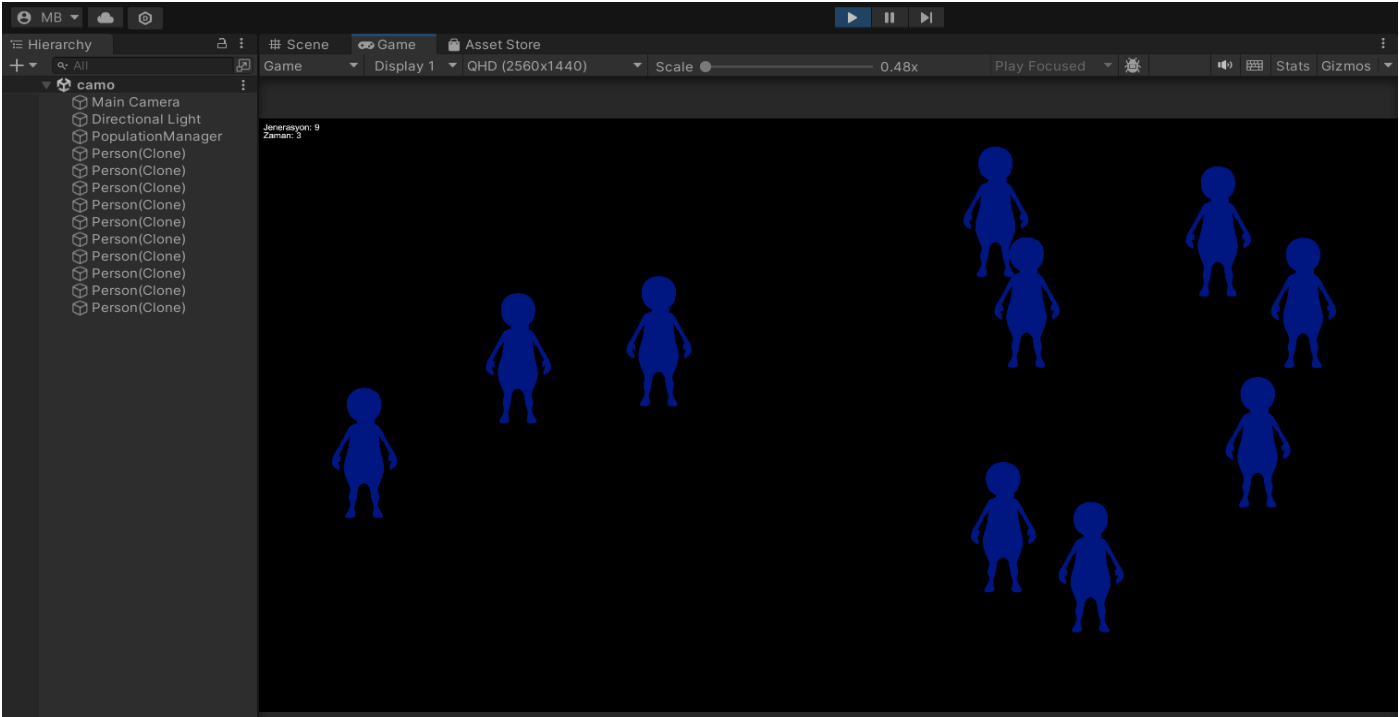 MB
Hierarchy
Scene
Game
Asset Store
All
Game
Display 1
QHD (2560x1440)
Scale
0.48x
Play Focused
Stats
Gizmos
camo
Main Camera
Directional Light
PopulationManager
Person(Clone)
Person(Clone)
Person(Clone)
Person(Clone)
Person(Clone)
Person(Clone)
Person(Clone)
Person(Clone)
Person(Clone)
Person(Clone)
Jenerasyon: 9
Zaman: 3